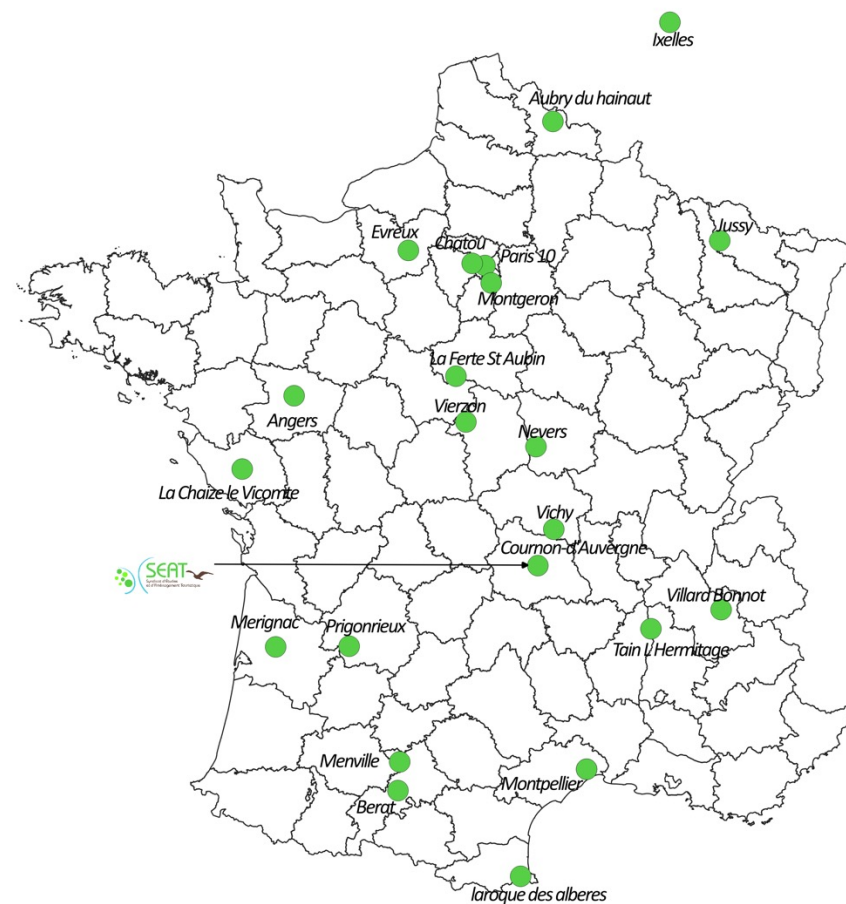 Ixelles
Aubry du hainaut
Jussy
Evreux
Chatou
Paris 10
Montgeron
La Ferte St Aubin
Vierzon
Angers
Nevers
La Chaize le Vicomte
Vichy
Cournon-d'Auvergne
SEAT
Villard Bonnot
Merignac
Prigonrieux
Tain L Hermitage
Menville
Montpellier
Berat
laroque des alberes